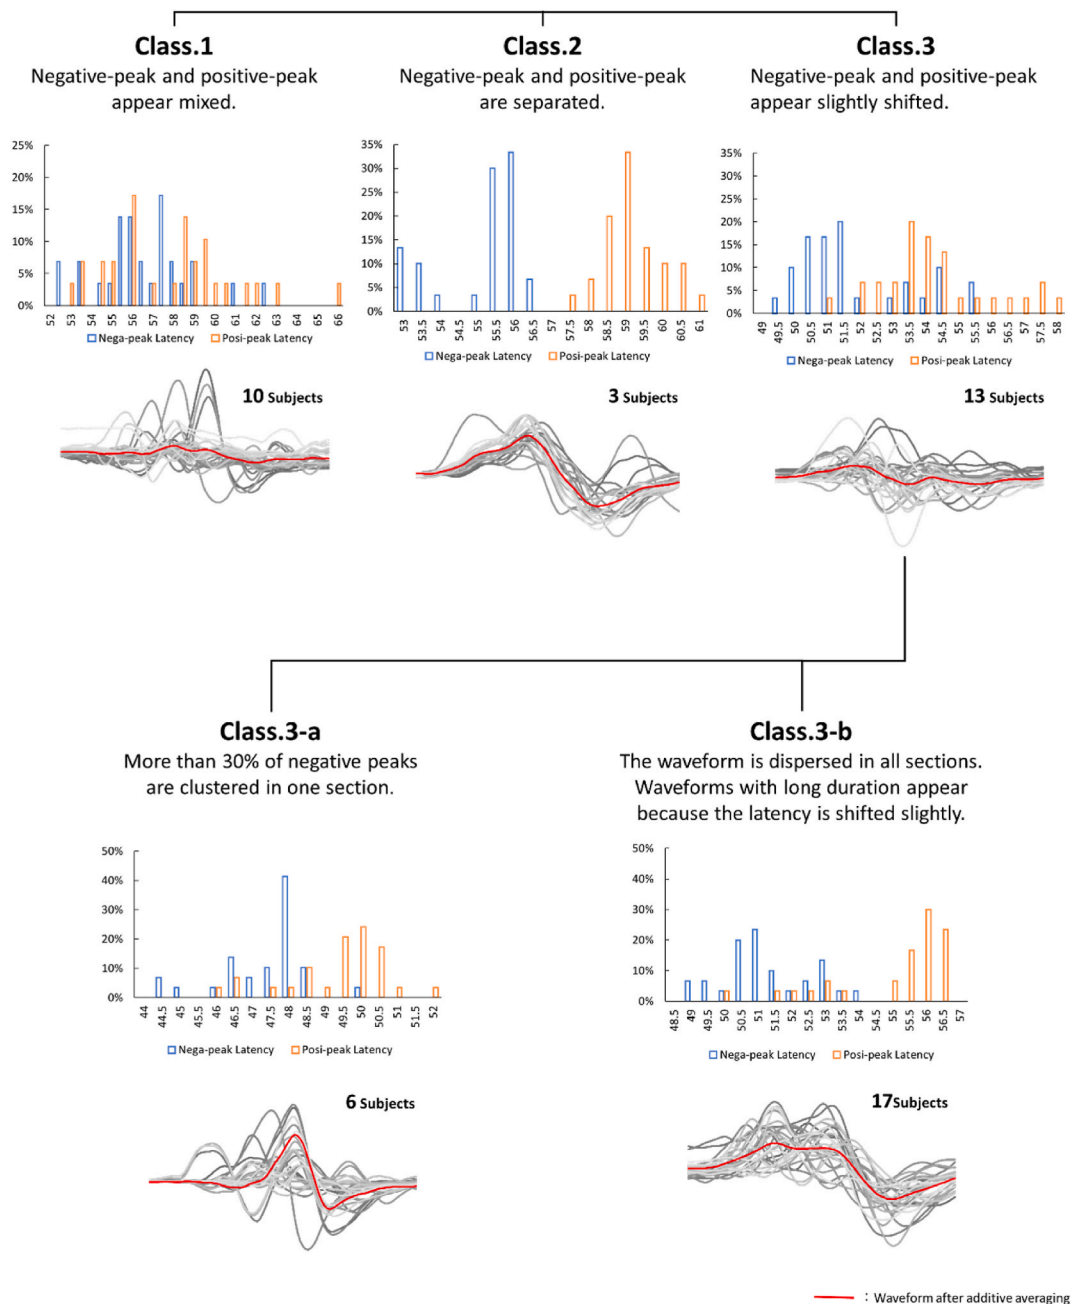 Class.1
Negative-peak and positive-peak
appear mixed.
25%
20%
15%
10%
5%
0%
52 53 54 55 56 57 58 59 60 61 62 63 64 65 66
Nega-peak Latency Posi-peak Latency
10 Subjects
Class.2
Negative-peak and positive-peak
are separated.
35%
30%
25%
20%
15%
10%
5%
0%
53 53.5 54 54.5 55 55.5 56 56.5 57 57.5 58 58.5 59 59.5 60 60.5 61
Nega-peak Latency Posi-peak Latency
3 Subjects
Class.3
Negative-peak and positive-peak
appear slightly shifted.
35%
30%
25%
20%
15%
10%
5%
0%
49 49.5 50 50.5 51 51.5 52 52.5 53 53.5 54 54.5 55 55.5 56 56.5 57 57.5 58
Nega-peak Latency Posi-peak Latency
13 Subjects
Class.3-a
More than 30% of negative peaks
are clustered in one section.
50%
40%
30%
20%
10%
0%
44 44.5 45 45.5 46 46.5 47 47.5 48 48.5 49 49.5 50 50.5 51 51.5 52
Nega-peak Latency Posi-peak Latency
6 Subjects
Class.3-b
The waveform is dispersed in all sections.
Waveforms with long duration appear
because the latency is shifted slightly.
50%
40%
30%
20%
10%
0%
48.5 49 49.5 50 50.5 51 51.5 52 52.5 53 53.5 54 54.5 55 55.5 56 56.5 57
Nega-peak Latency Posi-peak Latency
17Subjects
: Waveform after additive averaging